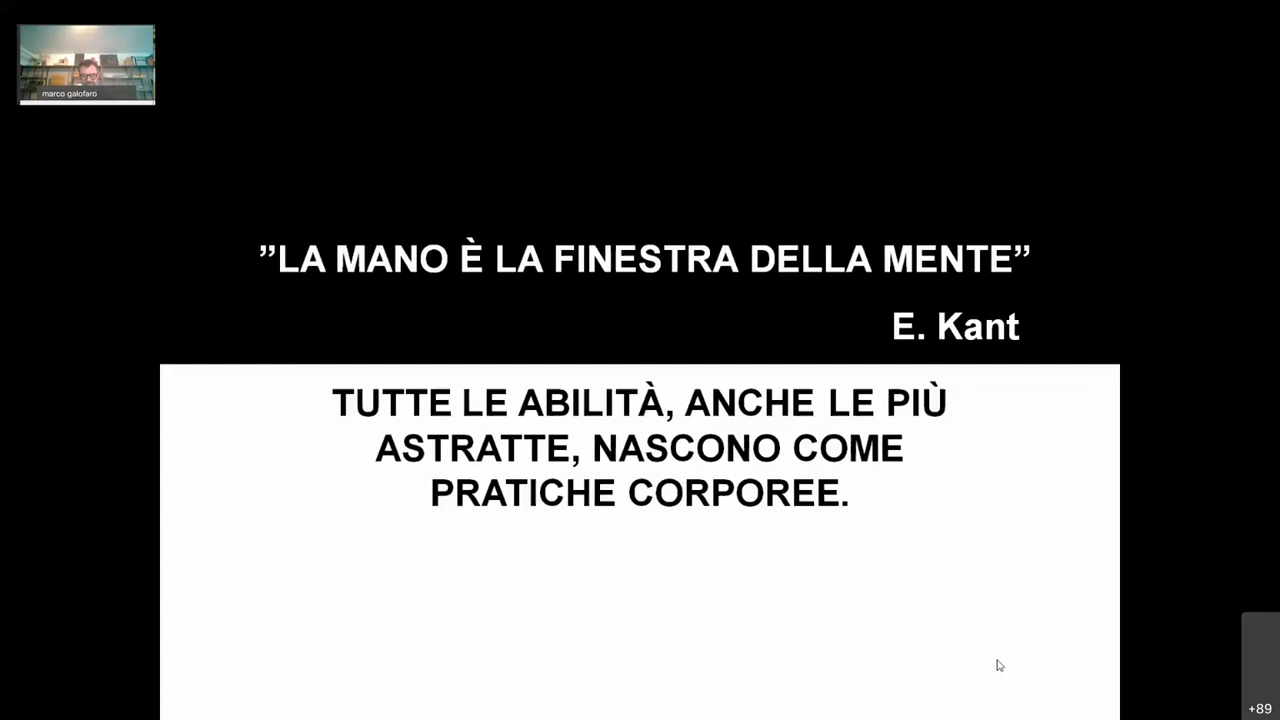 marco galofaro
”LA MANO È LA FINESTRA DELLA MENTE”
E. Kant
TUTTE LE ABILITÀ, ANCHE LE PIÙ
ASTRATTE, NASCONO COME
PRATICHE CORPOREE.
+89